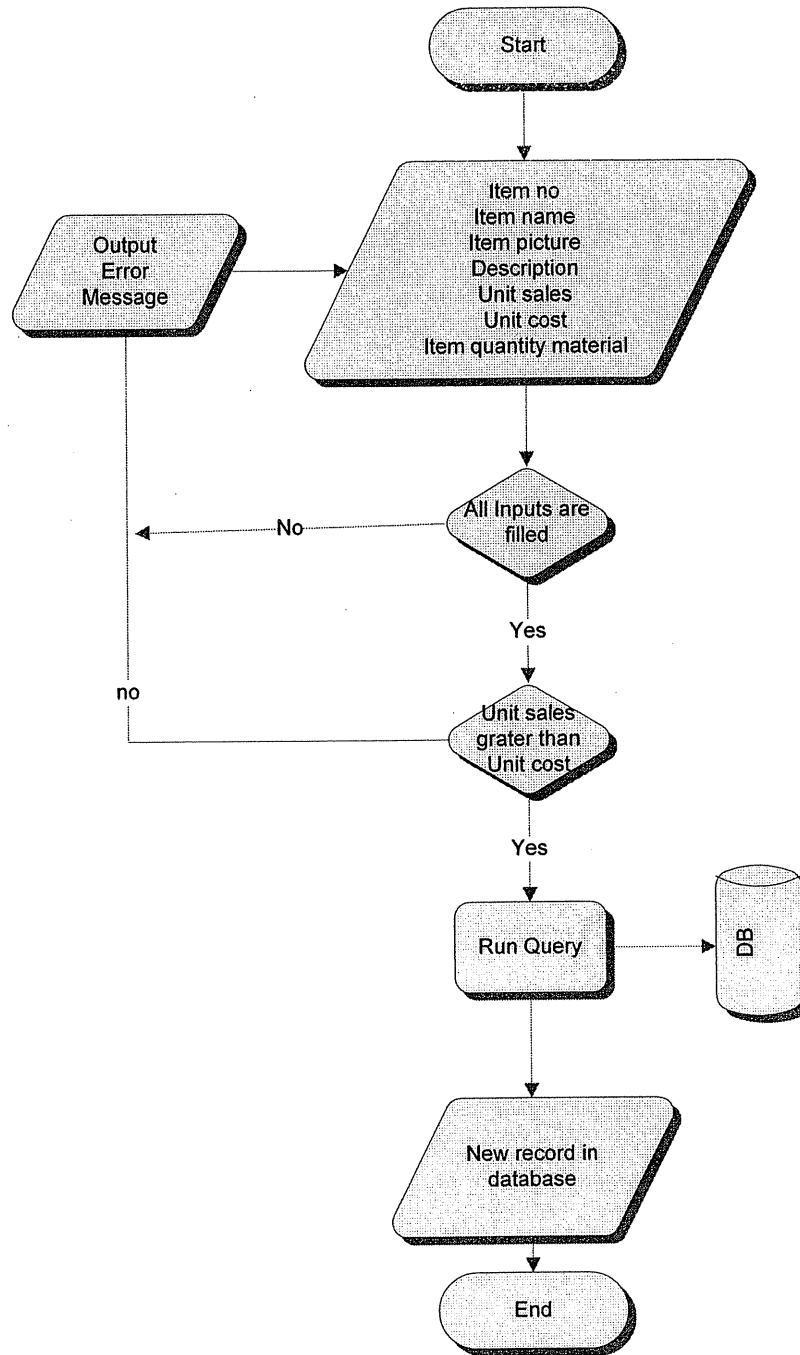 Start
Item no
Item name
Item picture
Description
Unit sales
Unit cost
Item quantity material
Output
Error
Message
All Inputs are
filled
No
Yes
no
Unit sales
grater than
Unit cost
Yes
Run Query
DB
New record in
database
End